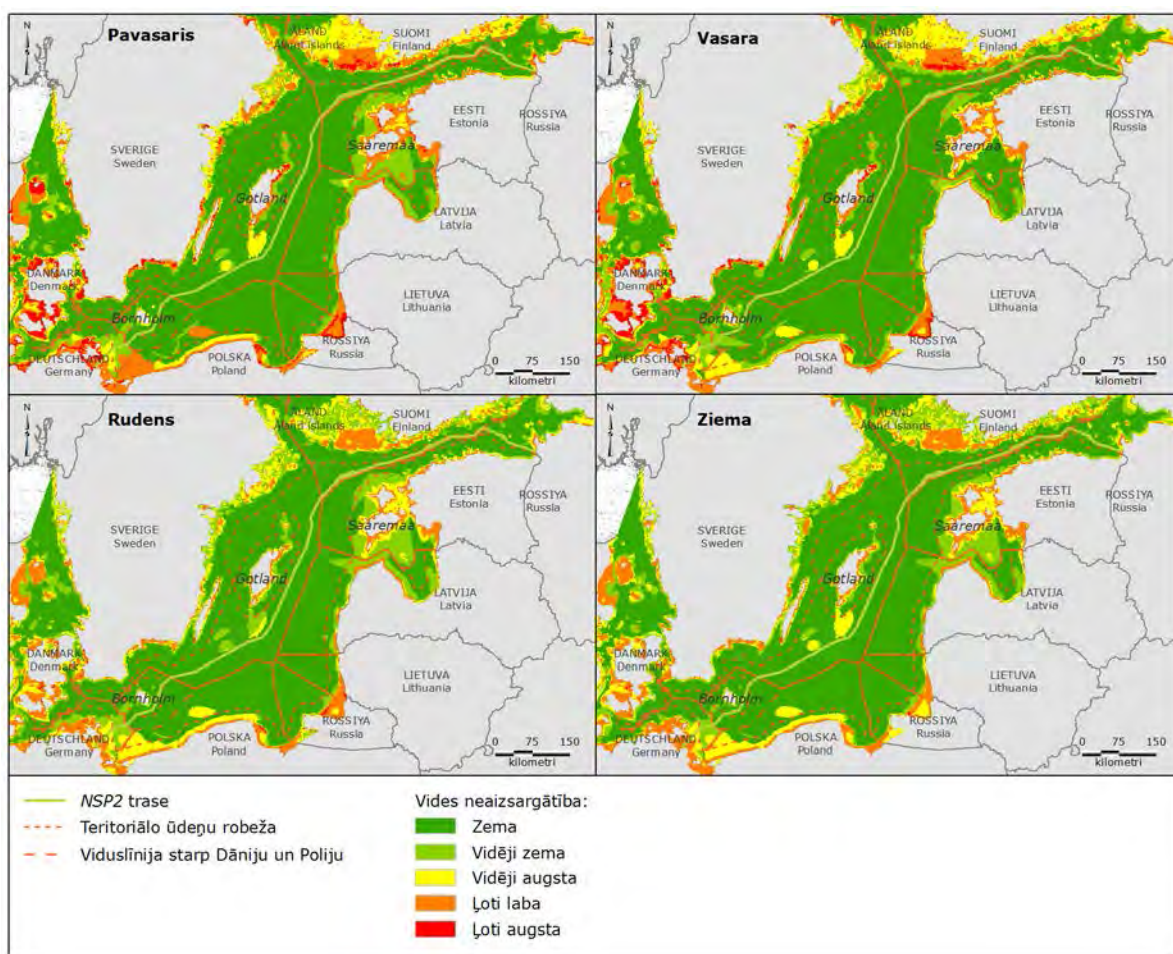 Pavasaris
N
ÅLAND
Åland islands
SUOMI
Finland
SVERIGE
Sweden
EESTI
Estonia
ROSSIYA
Russia
Saaremaa
Gotland
LATVIJA
Latvia
DANMARK
Denmark
LIETUVA
Lithuania
Bornholm
DEUTSCHLAND
Germany
POLSKA
Poland
ROSSIYA
Russia
0 75 150
kilometri
Vasara
N
ÅLAND
Åland islands
SUOMI
Finland
SVERIGE
Sweden
EESTI
Estonia
ROSSIYA
Russia
Saaremaa
Gotland
LATVIJA
Latvia
DANMARK
Denmark
LIETUVA
Lithuania
Bornholm
DEUTSCHLAND
Germany
POLSKA
Poland
ROSSIYA
Russia
0 75 150
kilometri
Rudens
N
ÅLAND
Åland islands
SUOMI
Finland
SVERIGE
Sweden
EESTI
Estonia
ROSSIYA
Russia
Saaremaa
Gotland
LATVIJA
Latvia
DANMARK
Denmark
LIETUVA
Lithuania
Bornholm
DEUTSCHLAND
Germany
POLSKA
Poland
ROSSIYA
Russia
0 75 150
kilometri
Ziema
N
ÅLAND
Åland islands
SUOMI
Finland
SVERIGE
Sweden
EESTI
Estonia
ROSSIYA
Russia
Saaremaa
Gotland
LATVIJA
Latvia
DANMARK
Denmark
LIETUVA
Lithuania
Bornholm
DEUTSCHLAND
Germany
POLSKA
Poland
ROSSIYA
Russia
0 75 150
kilometri
NSP2 trase
Teritoriālo ūdeņu robeža
Viduslīnija starp Dāniju un Poliju
Vides neaizsargātība:
Zema
Vidēji zema
Vidēji augsta
Ļoti laba
Ļoti augsta